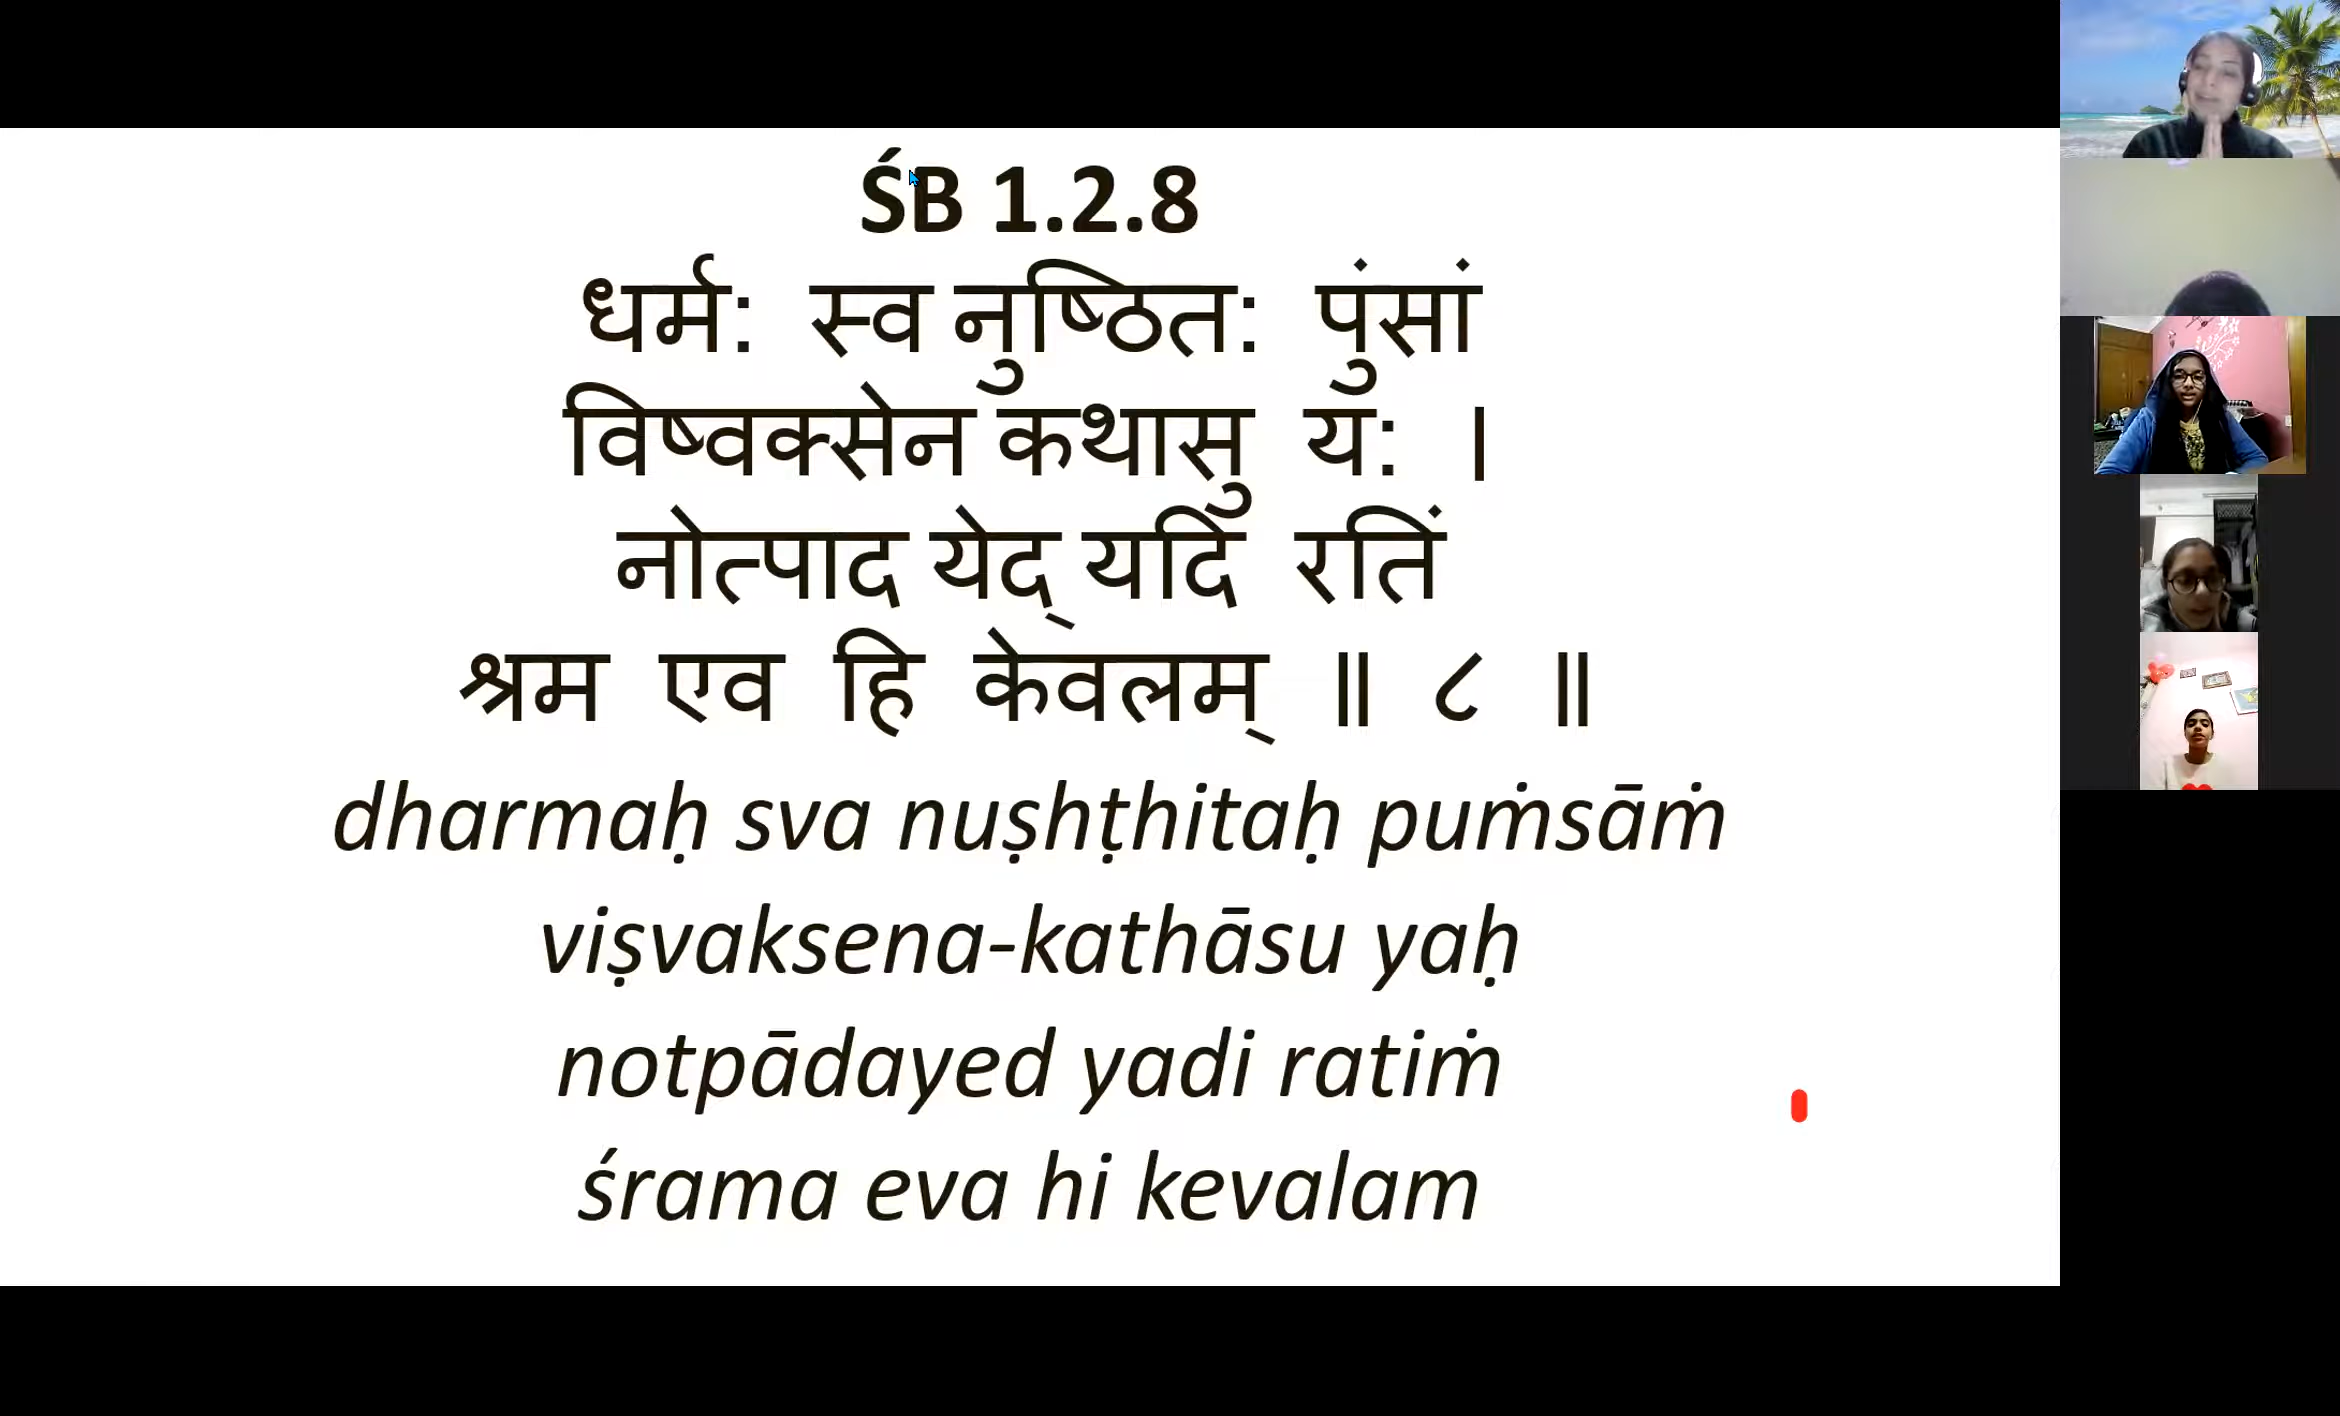 ŚB 1.2.8
धर्म: स्व नुष्ठित: पुंसां
विष्वक्सेन कथासु य: ।
नोत्पाद येद् यदि रतिं
श्रम एव हि केवलम् ॥ ८ ॥
dharmaḥ sva nuṣhṭhitaḥ puṁsāṁ
viṣvaksena-kathāsu yaḥ
notpādayed yadi ratiṁ
śrama eva hi kevalam